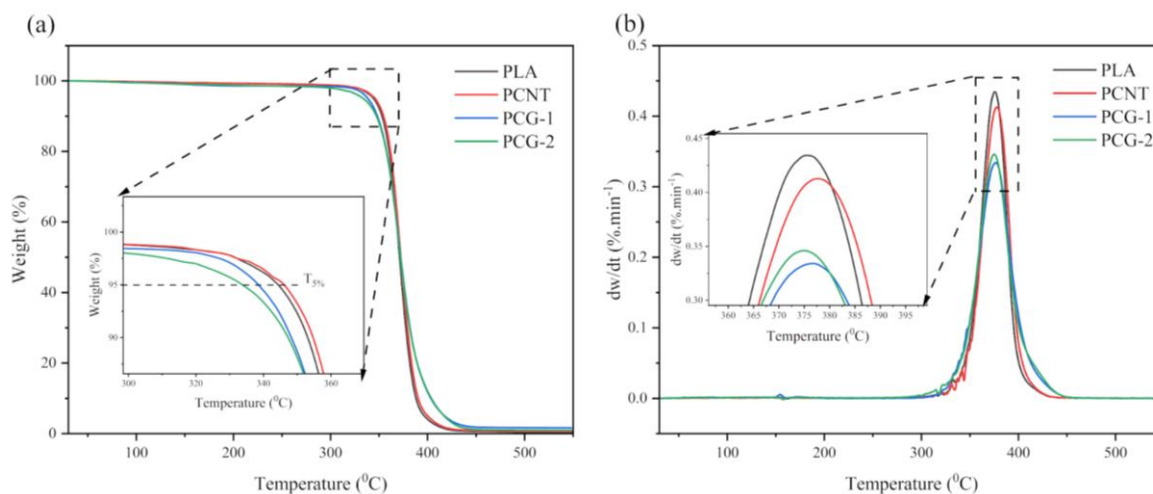 (a)
100
80
60
40
20
0
Weight (%)
100 200 300 400 500
Temperature (⁰C)
PLA
PCNT
PCG-1
PCG-2
100
95
90
Weight (%)
T5%
300 320 340 360
Temperature (⁰C)
(b)
0.5
0.4
0.3
0.2
0.1
0.0
dw/dt (%.min⁻¹)
100 200 300 400 500
Temperature (⁰C)
PLA
PCNT
PCG-1
PCG-2
0.45
0.40
0.35
0.30
dw/dt (%.min⁻¹)
360 365 370 375 380 385 390 395
Temperature (⁰C)